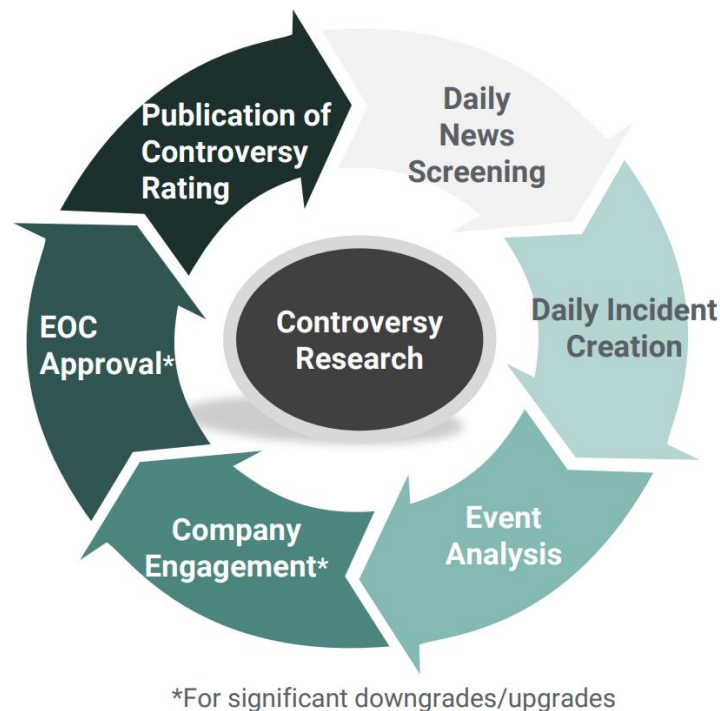 Daily
News
Screening
Daily Incident
Creation
Event
Analysis
Company
Engagement*
EOC
Approval*
Publication of
Controversy
Rating
Controversy
Research
*For significant downgrades/upgrades